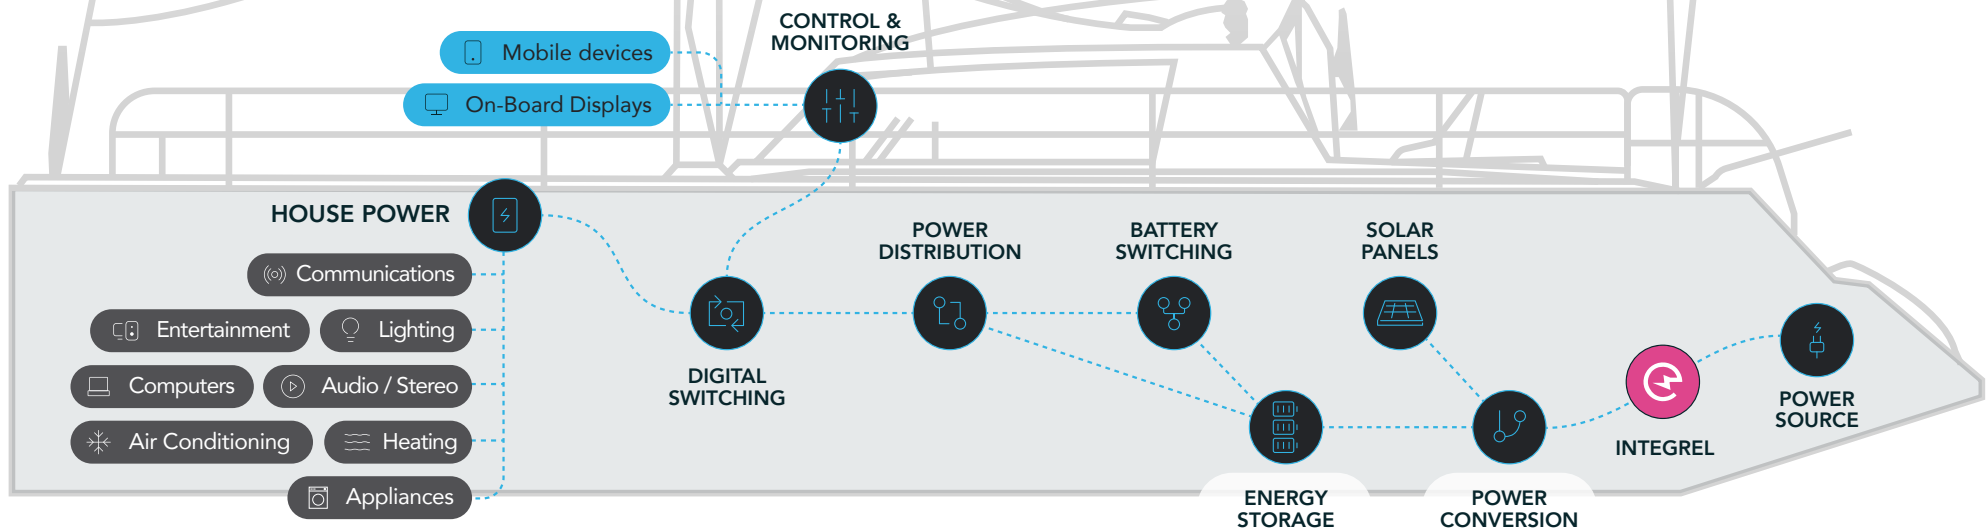 CONTROL &
MONITORING
Mobile devices
On-Board Displays
HOUSE POWER
Communications
Entertainment
Lighting
Computers
Audio / Stereo
Air Conditioning
Heating
Appliances
DIGITAL
SWITCHING
POWER
DISTRIBUTION
BATTERY
SWITCHING
SOLAR
PANELS
ENERGY
STORAGE
POWER
CONVERSION
INTEGREL
POWER
SOURCE